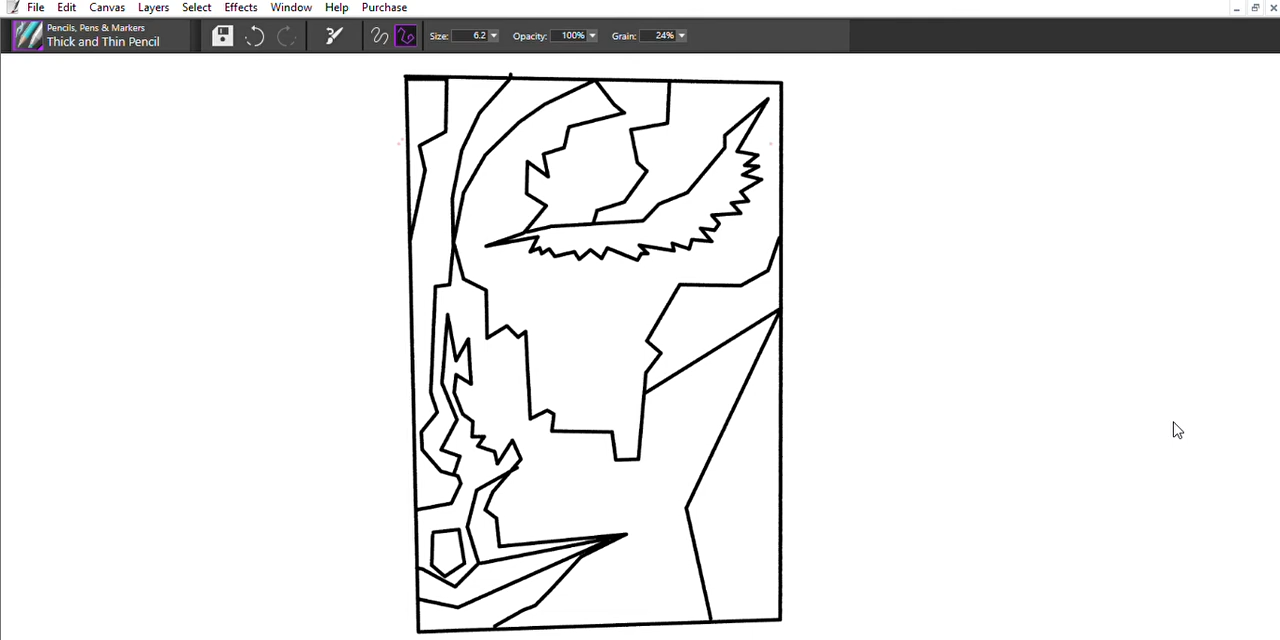 File Edit Canvas Layers Select Effects Window Help Purchase
Pencils, Pens & Markers
Thick and Thin Pencil
Size: 6.2 Opacity: 100% Grain: 24%